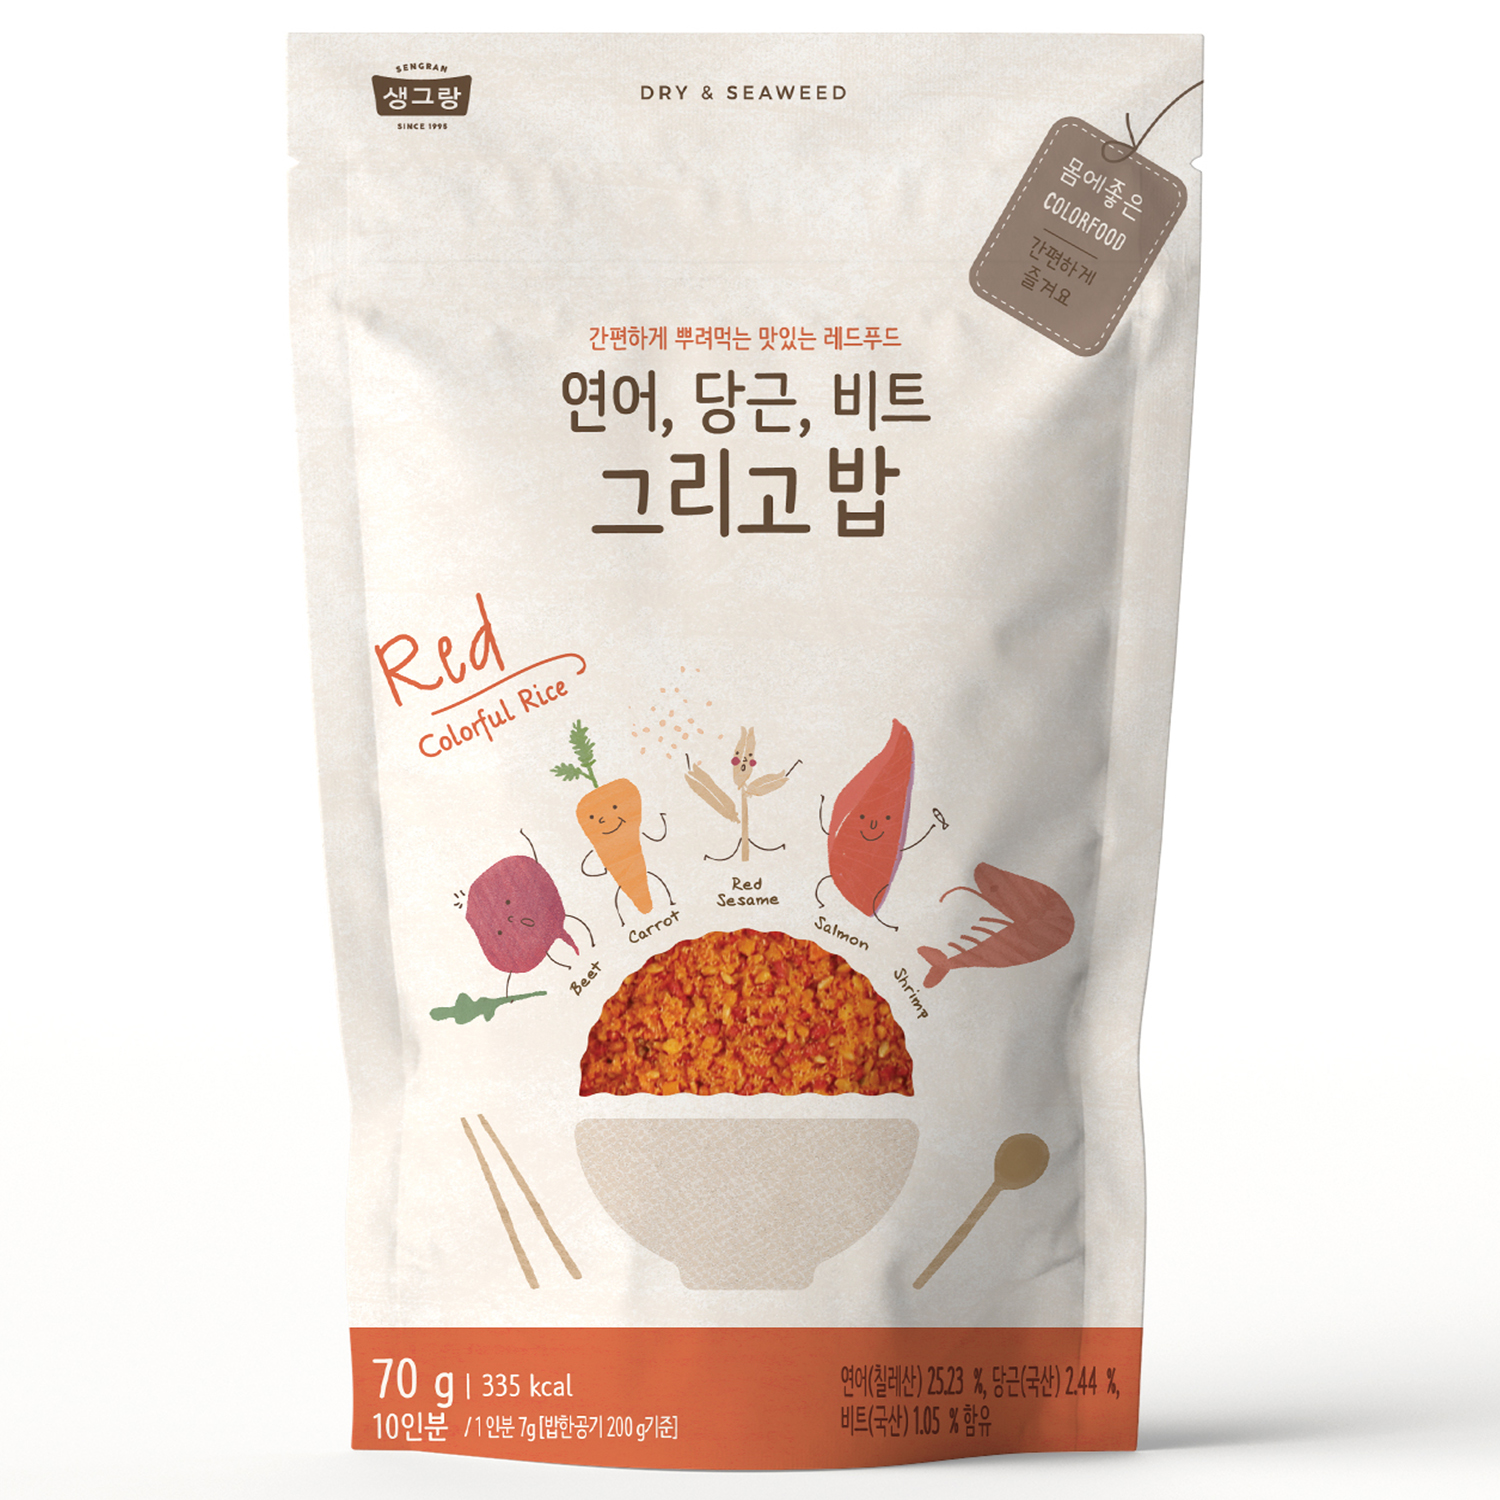 SENGRAN
생그랑
SINCE 1995
DRY & SEAWEED
몸에좋은
COLORFOOD
간편하게
즐겨요
간편하게 뿌려먹는 맛있는 레드푸드
연어, 당근, 비트
그리고 밥
Red
Colorful Rice
Beet
Carrot
Red
Sesame
Salmon
Shrimp
70 g | 335 kcal
10인분 / 1인분 7g [밥한공기 200 g기준]
연어(칠레산) 25.23 %, 당근(국산) 2.44 %,
비트(국산) 1.05 % 함유